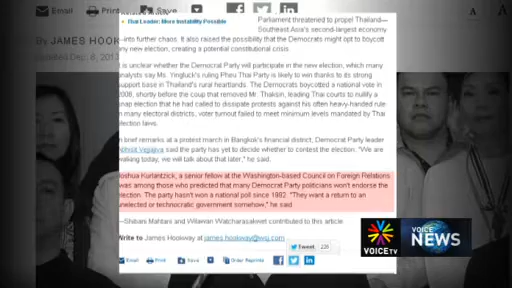 Email Print Save
By JAMES HOOK
Updated Dec. 8, 2013
Thai Leader: More Instability Possible
Parliament threatened to propel Thailand—
Southeast Asia's second-largest economy
—into further chaos. It also raised the possibility that the Democrats might opt to boycott
any new election, creating a potential constitutional crisis.
It is unclear whether the Democrat Party will participate in the new election, which many
analysts say Ms. Yingluck's ruling Pheu Thai Party is likely to win thanks to its strong
support base in Thailand's rural heartlands. The Democrats boycotted a national vote in
2006, shortly before the coup that removed Mr. Thaksin, leading Thai courts to nullify a
snap election that he had called to dissipate protests against his often heavy-handed rule
In many electoral districts, voter turnout failed to meet minimum levels mandated by Thai
election laws.
In brief remarks at a protest march in Bangkok's financial district, Democrat Party leader
Abhisit Vejjajiva said the party has yet to decide whether to contest the election. "We are
walking today, we will talk about that later," he said.
Joshua Kurlantzick, a senior fellow at the Washington-based Council on Foreign Relations
was among those who predicted that many Democrat Party politicians won't endorse the
election. The party hasn't won a national poll since 1992. "They want a return to an
unelected or technocratic government somehow," he said.
—Shibani Mahtani and Wilawan Watcharasakwet contributed to this article
Write to James Hookway at james.hookway@wsj.com
Tweet
Email Print Save Order Reprints
VOICE TV
VOICE
NEWS